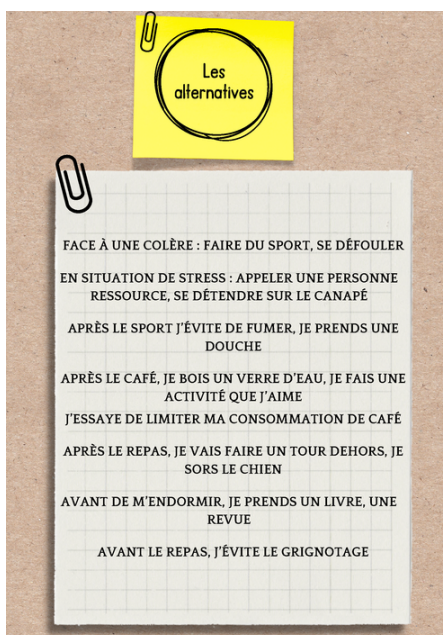 Les
alternatives
FACE À UNE COLÈRE : FAIRE DU SPORT, SE DÉFOULER
EN SITUATION DE STRESS : APPELER UNE PERSONNE
RESSOURCE, SE DÉTENDRE SUR LE CANAPÉ
APRÈS LE SPORT J'ÉVITE DE FUMER, JE PRENDS UNE
DOUCHE
APRÈS LE CAFÉ, JE BOIS UN VERRE D'EAU, JE FAIS UNE
ACTIVITÉ QUE J'AIME
J'ESSAYE DE LIMITER MA CONSOMMATION DE CAFÉ
APRÈS LE REPAS, JE VAIS FAIRE UN TOUR DEHORS, JE
SORS LE CHIEN
AVANT DE M'ENDORMIR, JE PRENDS UN LIVRE, UNE
REVUE
AVANT LE REPAS, J'ÉVITE LE GRIGNOTAGE